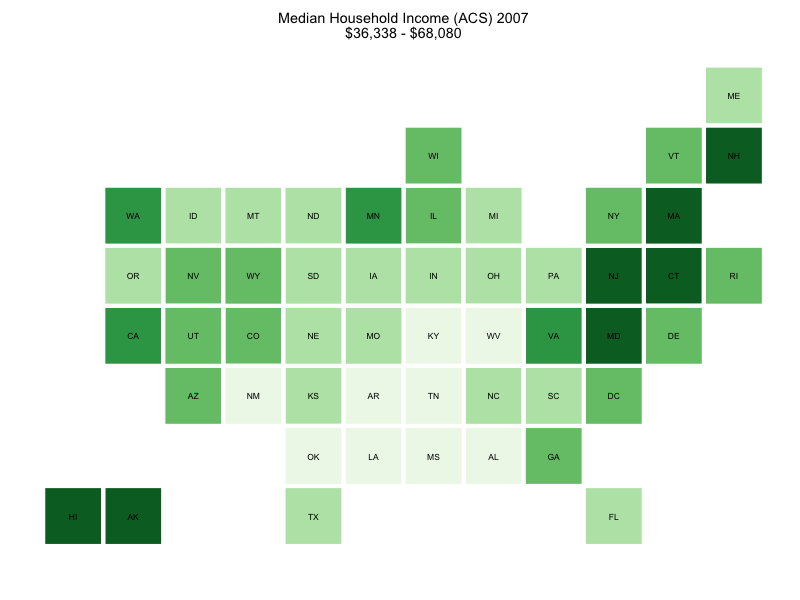 Median Household Income (ACS) 2007
$36,338 - $68,080
ME
WI VT NH
WA ID MT ND MN IL MI NY MA
OR NV WY SD IA IN OH PA NJ CT RI
CA UT CO NE MO KY WV VA MD DE
AZ NM KS AR TN NC SC DC
OK LA MS AL GA
HI AK TX FL